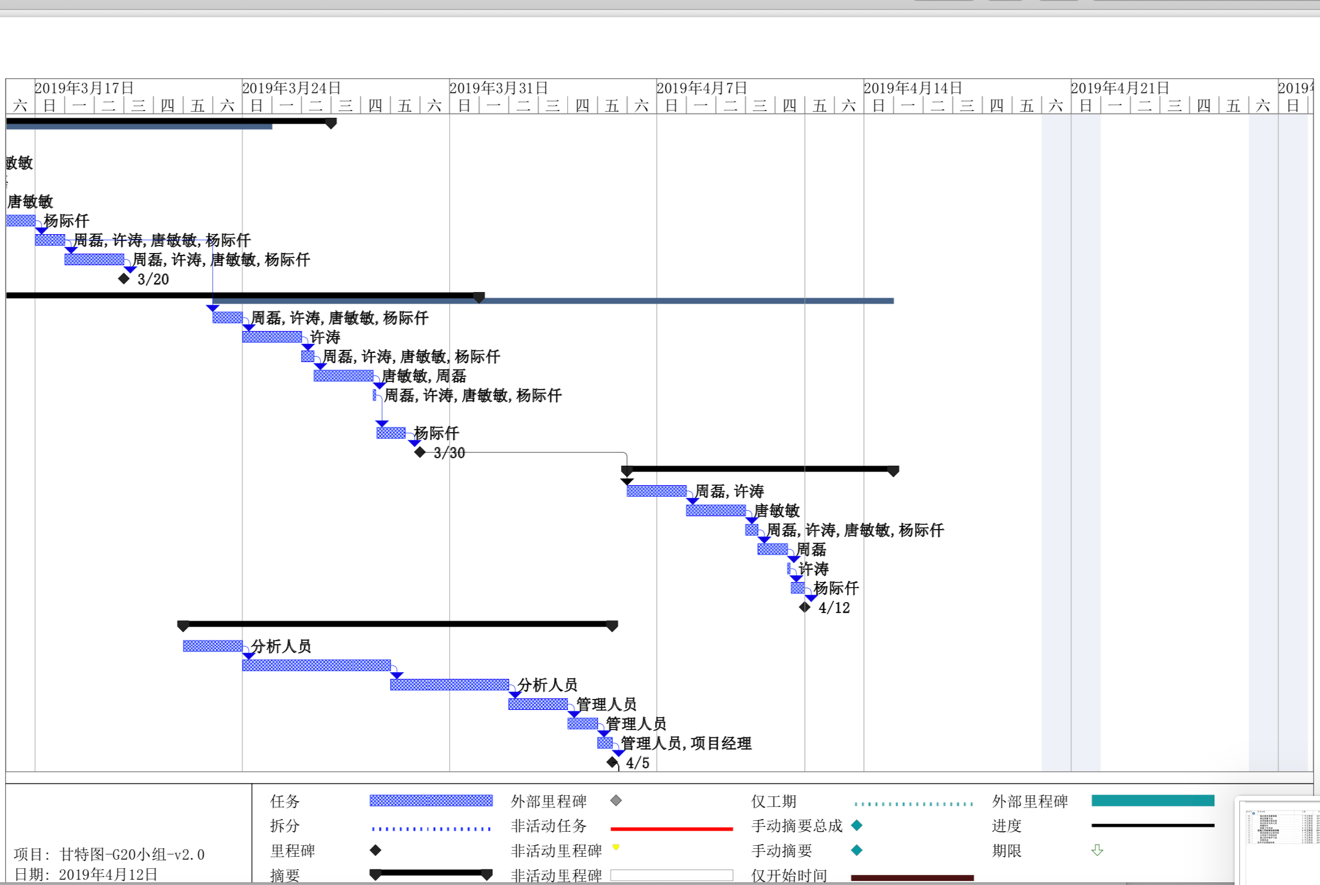 2019年3月17日 2019年3月24日 2019年3月31日 2019年4月7日 2019年4月14日 2019年4月21日
六 日 一 二 三 四 五 六 日 一 二 三 四 五 六 日 一 二 三 四 五 六 日 一 二 三 四 五 六 日 一 二 三 四 五 六 日 一 二 三 四 五 六 日
敏敏
唐敏敏
杨际仟
周磊, 许涛, 唐敏敏, 杨际仟
周磊, 许涛, 唐敏敏, 杨际仟
3/20
周磊, 许涛, 唐敏敏, 杨际仟
许涛
周磊, 许涛, 唐敏敏, 杨际仟
唐敏敏, 周磊
周磊, 许涛, 唐敏敏, 杨际仟
杨际仟
3/30
周磊, 许涛
唐敏敏
周磊, 许涛, 唐敏敏, 杨际仟
周磊
许涛
杨际仟
4/12
分析人员
分析人员
管理人员
管理人员
管理人员, 项目经理
4/5
任务 外部里程碑 仅工期 外部里程碑
拆分 非活动任务 手动摘要总成 进度
里程碑 非活动里程碑 手动摘要 期限
摘要 非活动里程碑 仅开始时间
项目: 甘特图-G20小组-v2.0
日期: 2019年4月12日